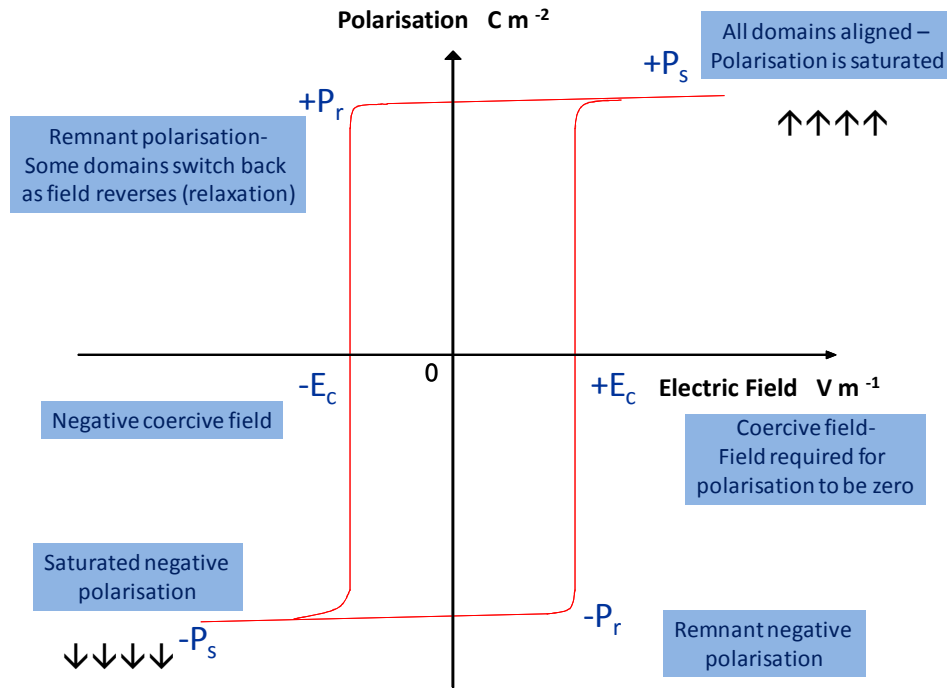 Polarisation   C m -2
All domains aligned –
Polarisation is saturated
+Ps
+Pr
↑↑↑↑
Remnant polarisation-
Some domains switch back
as field reverses (relaxation)
-Ec
0
+Ec
Electric Field   V m -1
Negative coercive field
Coercive field-
Field required for
polarisation to be zero
Saturated negative
polarisation
-Pr
-Ps
Remnant negative
polarisation
↓↓↓↓